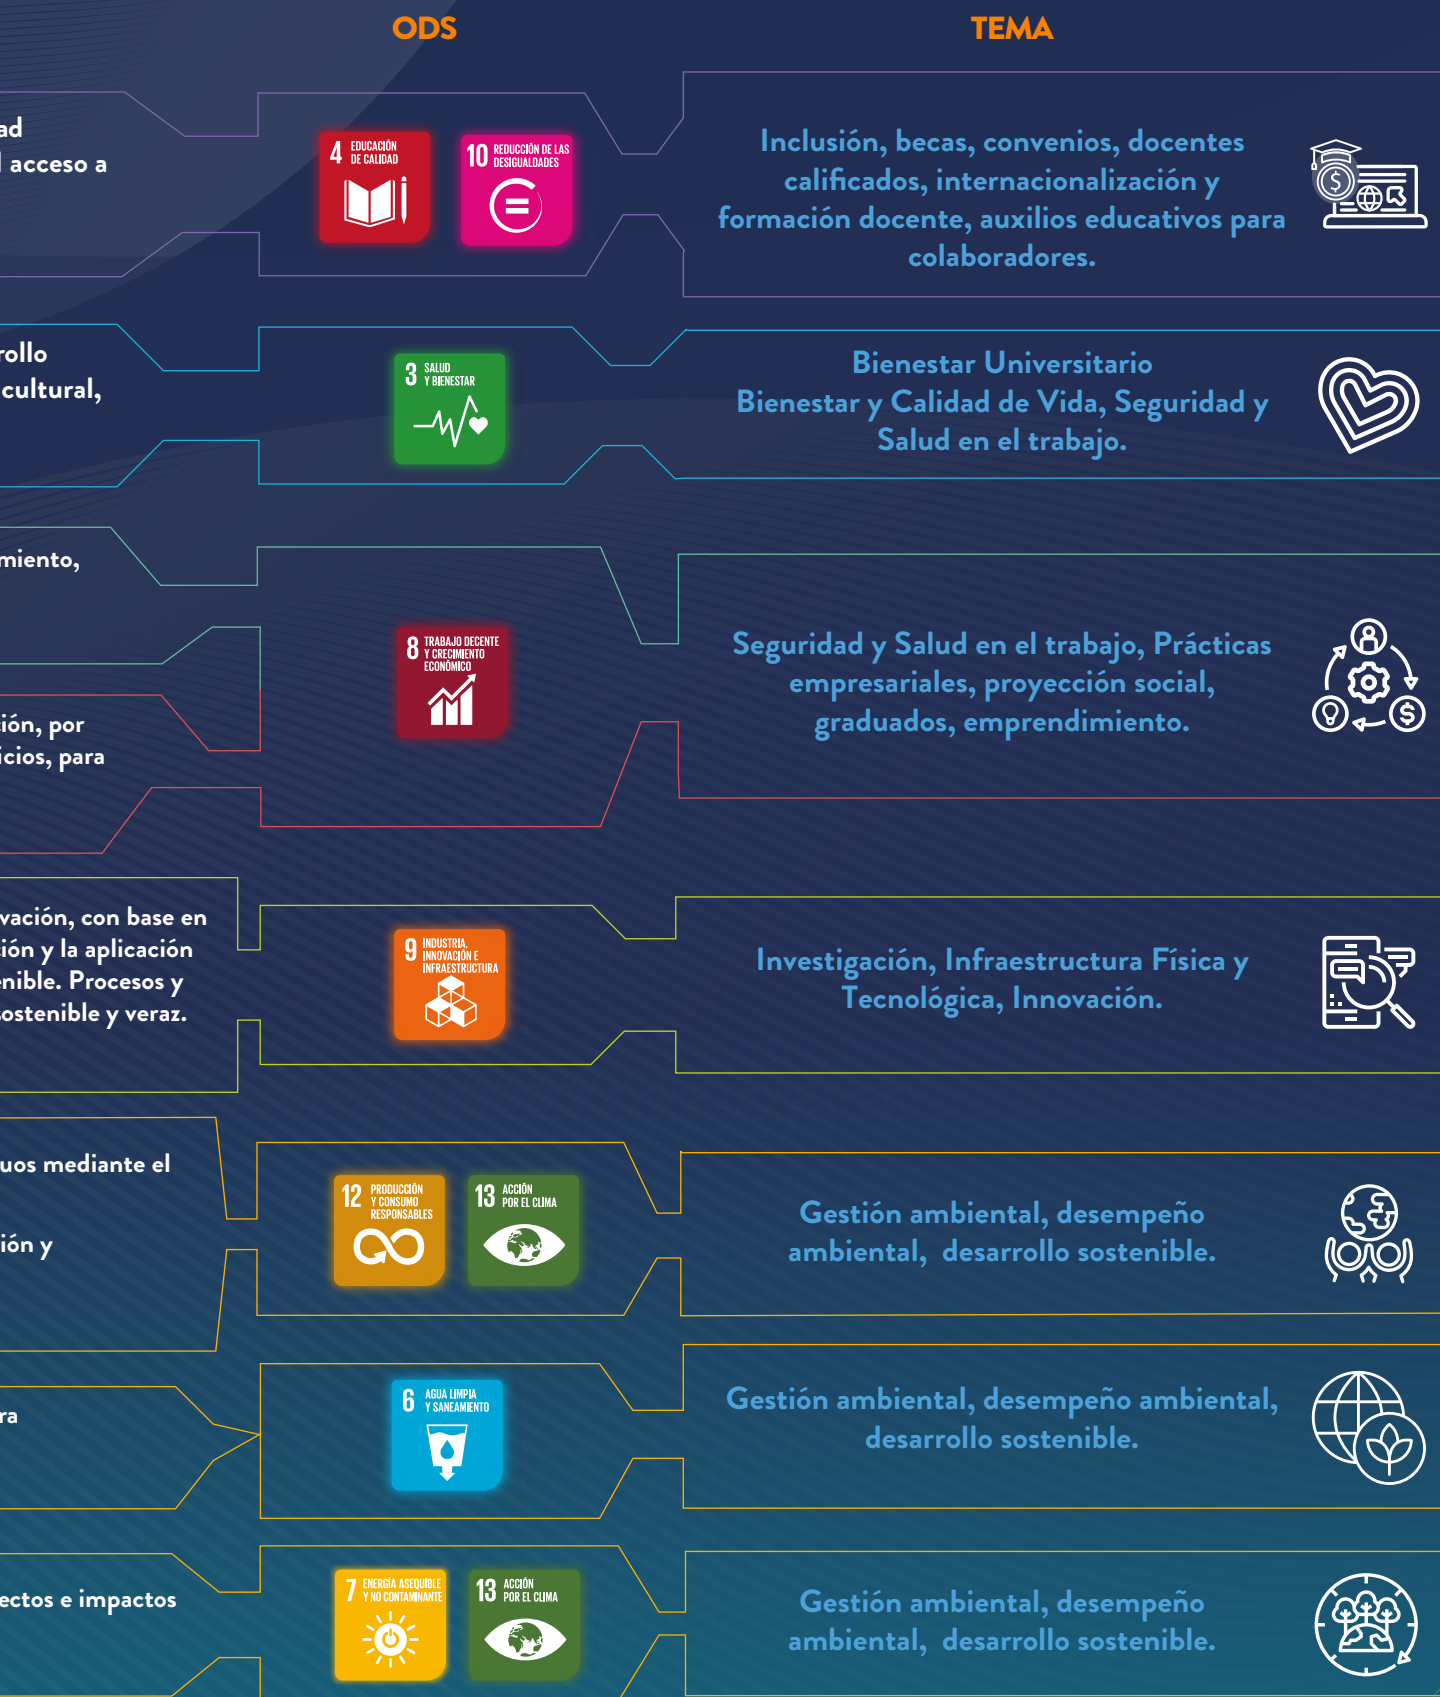 ODS
TEMA
ad
l acceso a
4 EDUCACIÓN
DE CALIDAD
10 REDUCCIÓN DE LAS
DESIGUALDADES
Inclusión, becas, convenios, docentes
calificados, internacionalización y
formación docente, auxilios educativos para
colaboradores.
$
rollo
cultural,
3 SALUD
Y BIENESTAR
Bienestar Universitario
Bienestar y Calidad de Vida, Seguridad y
Salud en el trabajo.
miento,
ión, por
icios, para
8 TRABAJO DECENTE
Y CRECIMIENTO
ECONÓMICO
Seguridad y Salud en el trabajo, Prácticas
empresariales, proyección social,
graduados, emprendimiento.
$
vación, con base en
ción y la aplicación
enible. Procesos y
sostenible y veraz.
9 INDUSTRIA,
INNOVACIÓN E
INFRAESTRUCTURA
Investigación, Infraestructura Física y
Tecnológica, Innovación.
uos mediante el
ión y
12 PRODUCCIÓN
Y CONSUMO
RESPONSABLES
13 ACCIÓN
POR EL CLIMA
Gestión ambiental, desempeño
ambiental, desarrollo sostenible.
ra
6 AGUA LIMPIA
Y SANEAMIENTO
Gestión ambiental, desempeño ambiental,
desarrollo sostenible.
ectos e impactos
7 ENERGÍA ASEQUIBLE
Y NO CONTAMINANTE
13 ACCIÓN
POR EL CLIMA
Gestión ambiental, desempeño
ambiental, desarrollo sostenible.